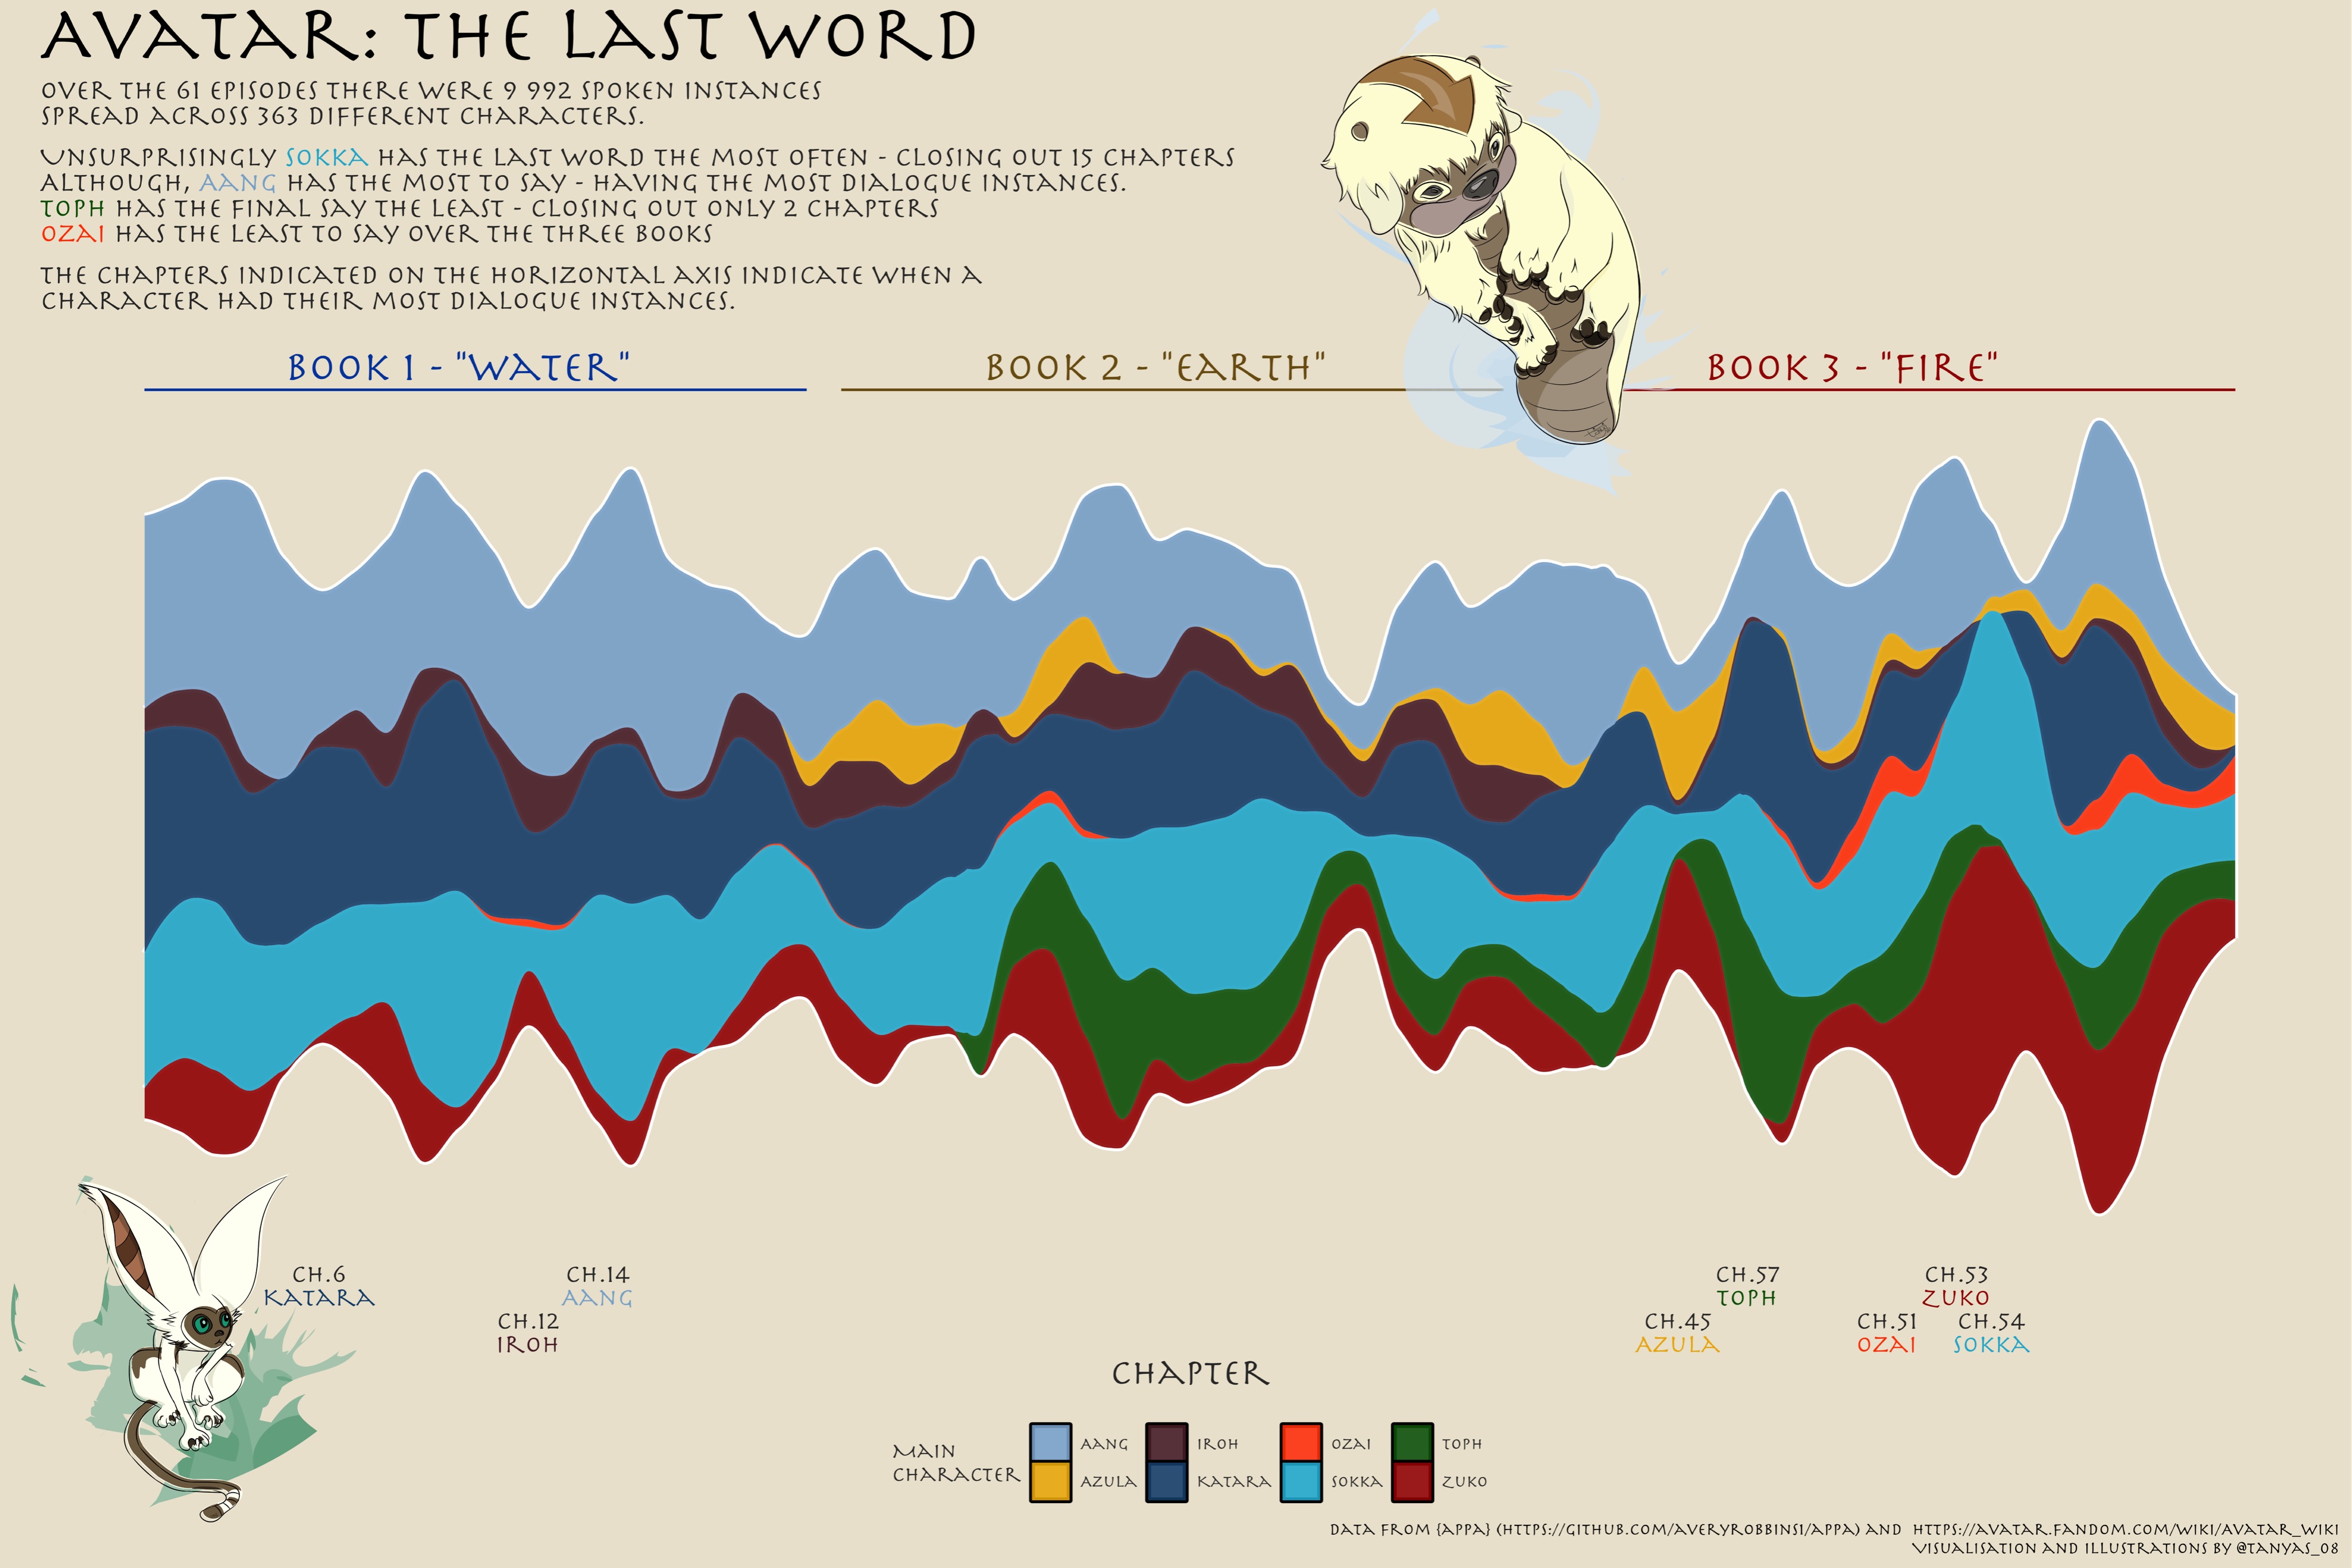 AVATAR: THE LAST WORD
OVER THE 61 EPISODES THERE WERE 9 992 SPOKEN INSTANCES
SPREAD ACROSS 363 DIFFERENT CHARACTERS.
UNSURPRISINGLY SOKKA HAS THE LAST WORD THE MOST OFTEN - CLOSING OUT 15 CHAPTERS
ALTHOUGH, AANG HAS THE MOST TO SAY - HAVING THE MOST DIALOGUE INSTANCES.
TOPH HAS THE FINAL SAY THE LEAST - CLOSING OUT ONLY 2 CHAPTERS
OZAI HAS THE LEAST TO SAY OVER THE THREE BOOKS
THE CHAPTERS INDICATED ON THE HORIZONTAL AXIS INDICATE WHEN A
CHARACTER HAD THEIR MOST DIALOGUE INSTANCES.
BOOK 1 - "WATER"
BOOK 2 - "EARTH"
BOOK 3 - "FIRE"
CH.6
KATARA
CH.12
IROH
CH.14
AANG
CH.45
AZULA
CH.57
TOPH
CH.51
OZAI
CH.53
ZUKO
CH.54
SOKKA
CHAPTER
MAIN
CHARACTER
AANG
AZULA
IROH
KATARA
OZAI
SOKKA
TOPH
ZUKO
DATA FROM {APPA} (HTTPS://GITHUB.COM/AVERYROBBINS1/APPA) AND HTTPS://AVATAR.FANDOM.COM/WIKI/AVATAR_WIKI
VISUALISATION AND ILLUSTRATIONS BY @TANYAS_08